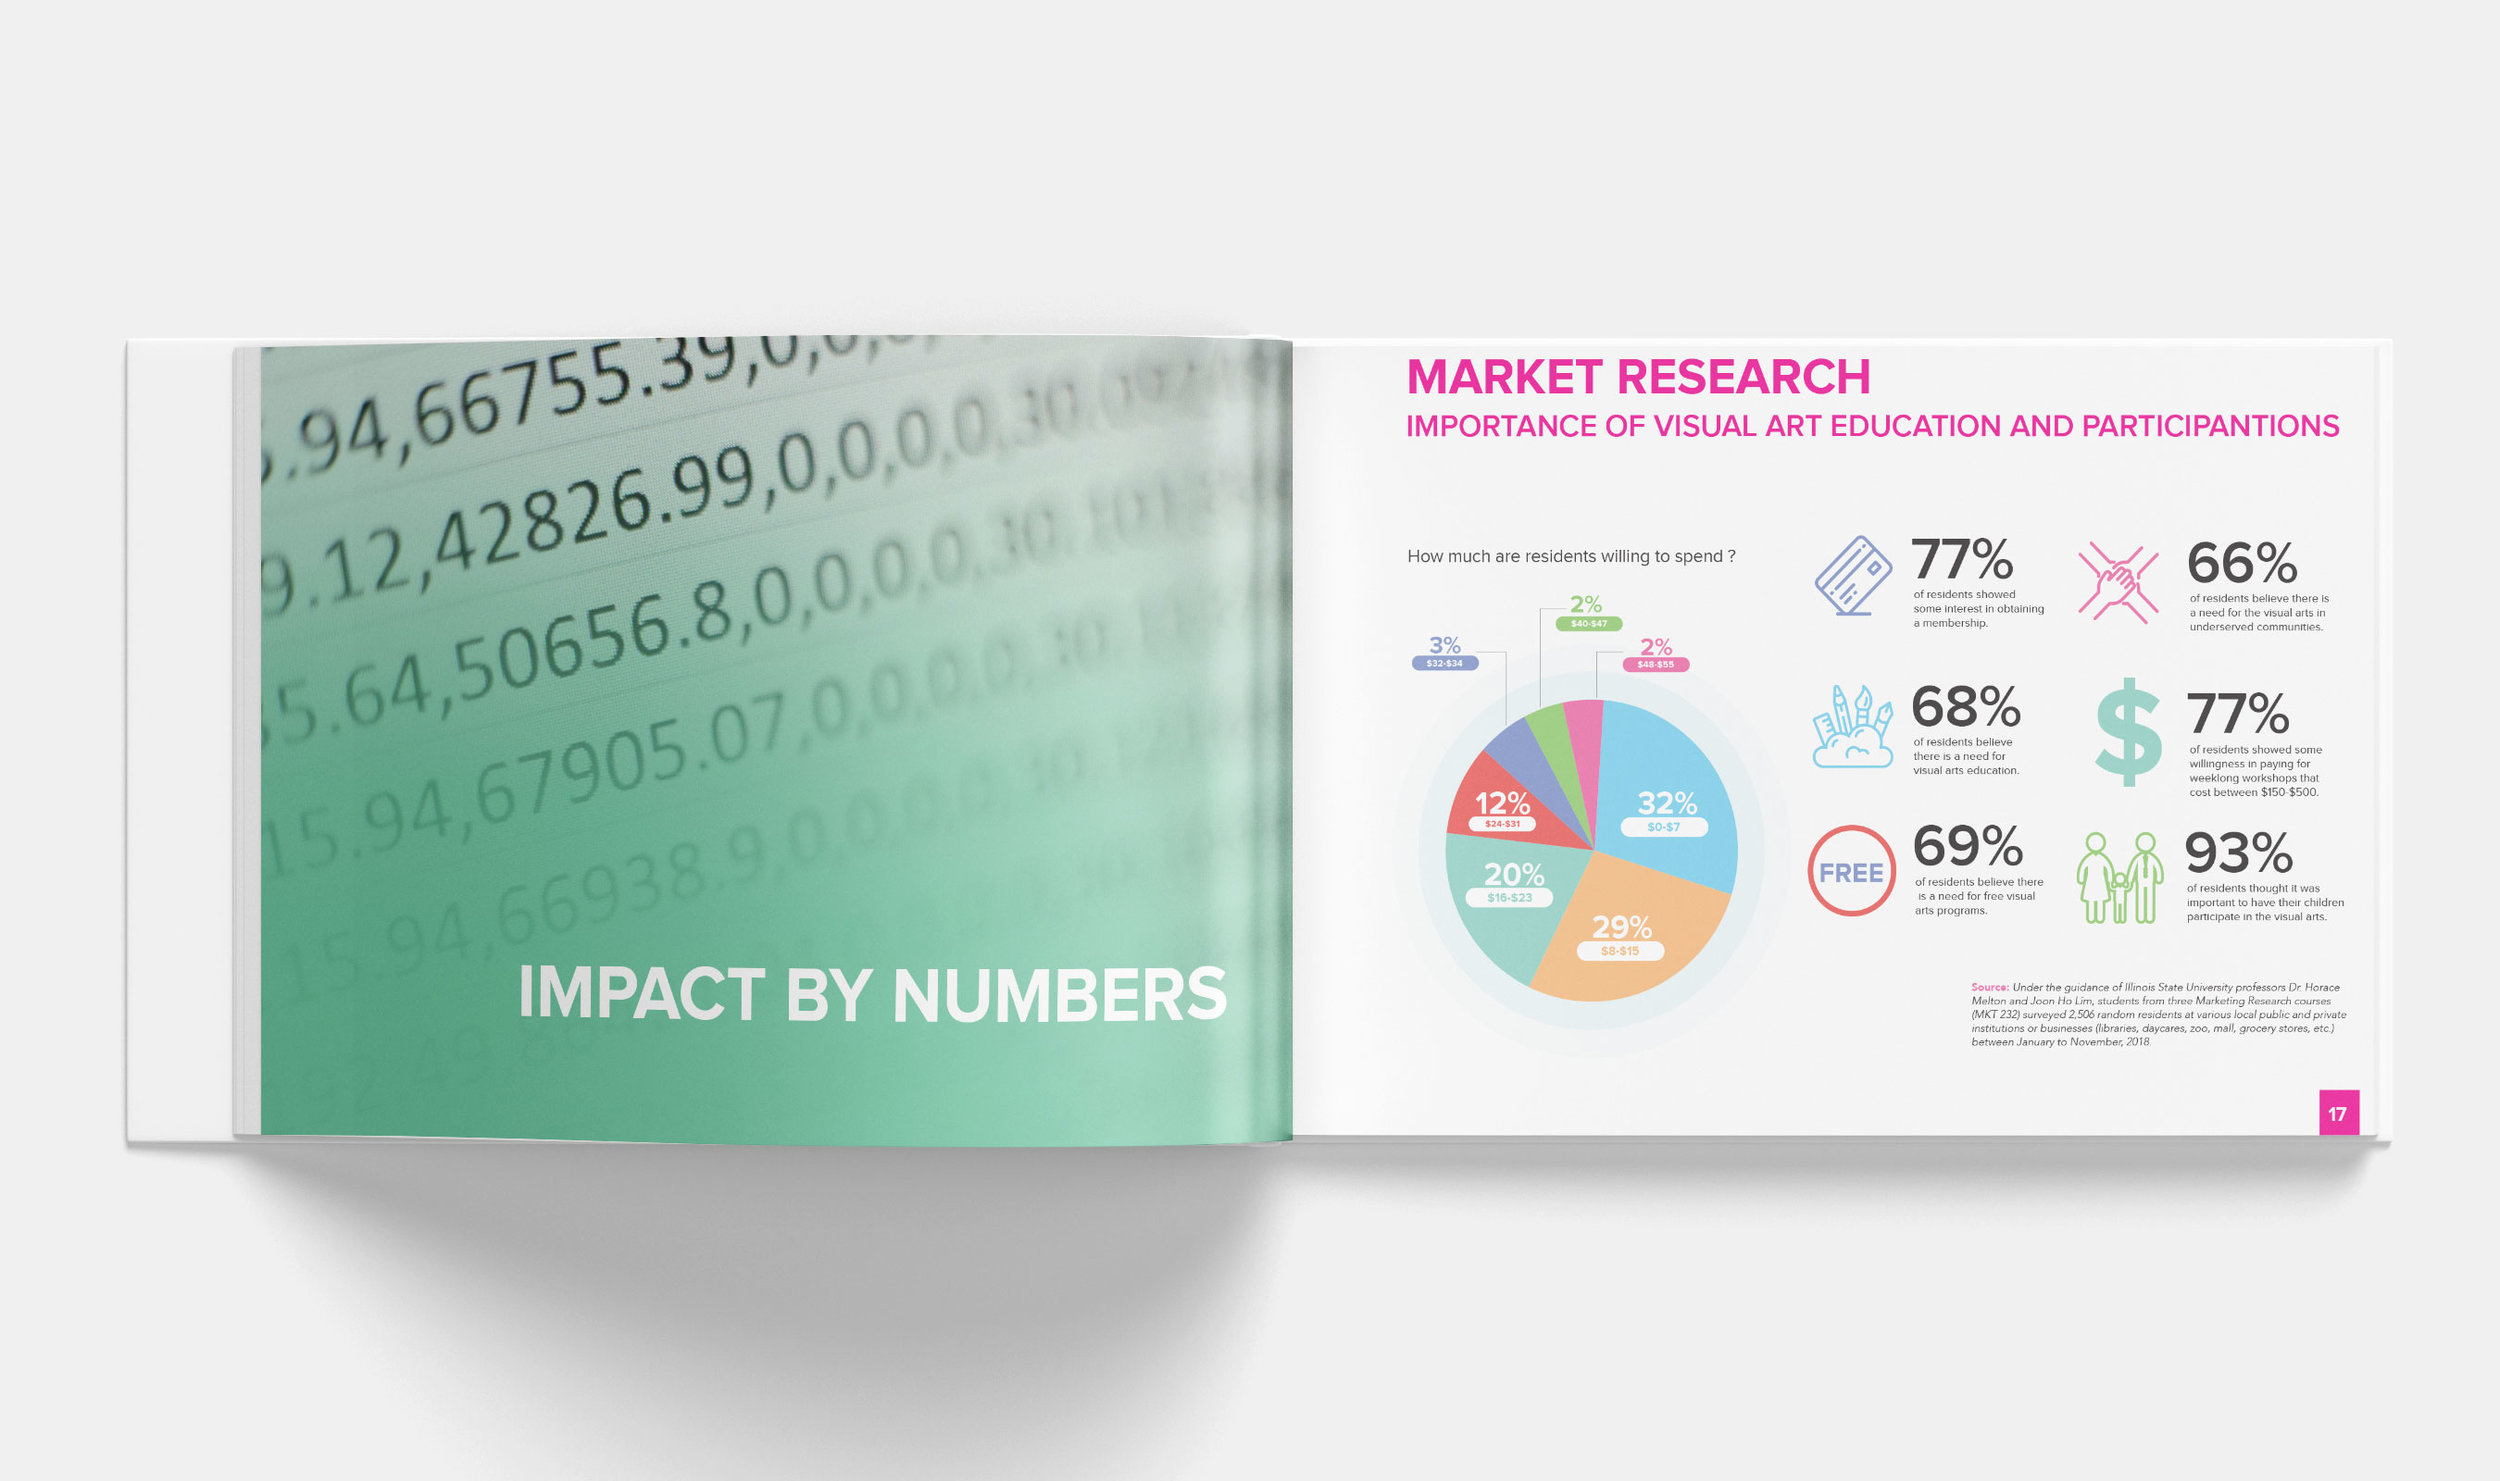 .94,66755.39,0,0,0,
9.12,42826.99,0,0,0,0,30,
5.64,50656.8,0,0,0,0,30,
15.94,67905.07,0,0,0,0,30,
15.94,66938.9,0,0,0,0,30,
IMPACT BY NUMBERS
MARKET RESEARCH
IMPORTANCE OF VISUAL ART EDUCATION AND PARTICIPANTIONS
How much are residents willing to spend ?
2%
$40-$47
3%
$32-$34
2%
$48-$55
12%
$24-$31
32%
$0-$7
20%
$16-$23
29%
$8-$15
77%
of residents showed
some interest in obtaining
a membership.
66%
of residents believe there is
a need for the visual arts in
underserved communities.
68%
of residents believe
there is a need for
visual arts education.
77%
of residents showed some
willingness in paying for
weeklong workshops that
cost between $150-$500.
FREE
69%
of residents believe there
is a need for free visual
arts programs.
93%
of residents thought it was
important to have their children
participate in the visual arts.
Source: Under the guidance of Illinois State University professors Dr. Horace
Melton and Joon Ho Lim, students from three Marketing Research courses
(MKT 232) surveyed 2,506 random residents at various local public and private
institutions or businesses (libraries, daycares, zoo, mall, grocery stores, etc.)
between January to November, 2018.
17